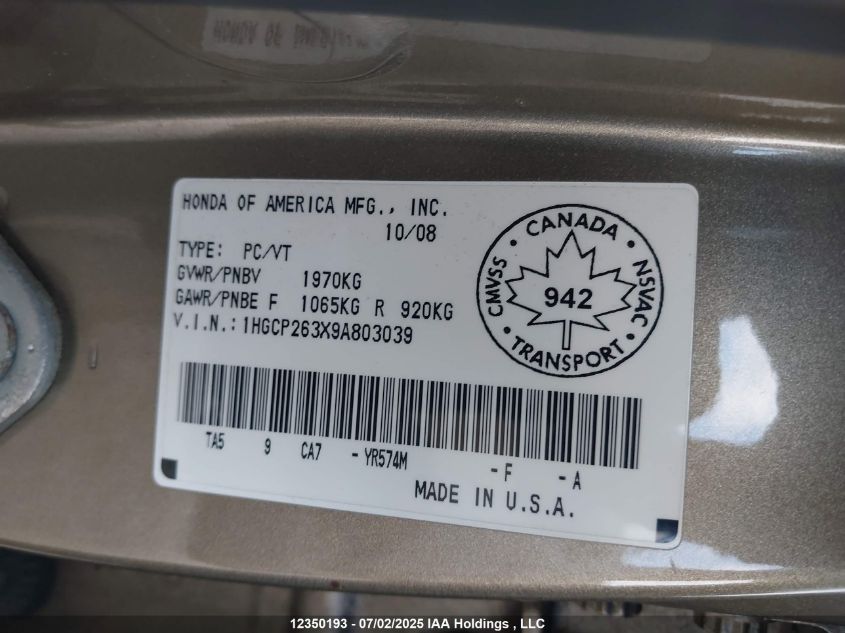 HONDA OF AMERICA MFG., INC.
10/08
TYPE: PC/VT
GVWR/PNBV 1970KG
GAWR/PNBE F 1065KG R 920KG
V.I.N.: 1HGCP263X9A803039
CANADA
CMVSS
NSVAC
942
TRANSPORT
TA5 9 CA7 -YR574M -F -A
MADE IN U.S.A.
12350193 - 07/02/2025 IAA Holdings , LLC